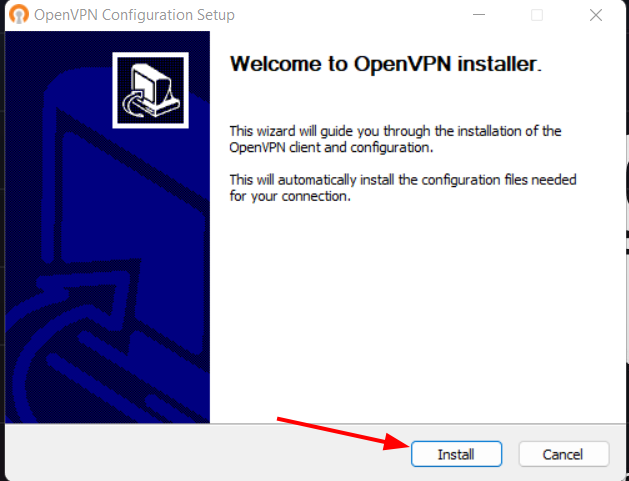 OpenVPN Configuration Setup
Welcome to OpenVPN installer.
This wizard will guide you through the installation of the
OpenVPN client and configuration.
This will automatically install the configuration files needed
for your connection.
Install
Cancel